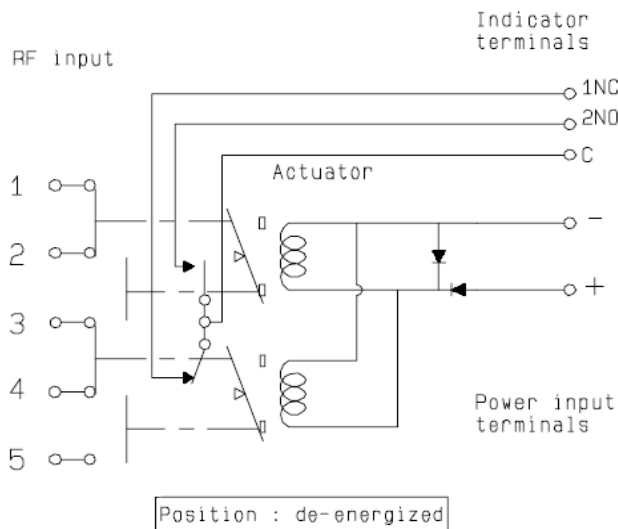 Indicator
terminals
RF input
1NC
2NO
C
Actuator
1
2
3
4
5
-
+
Power input
terminals
Position : de-energized